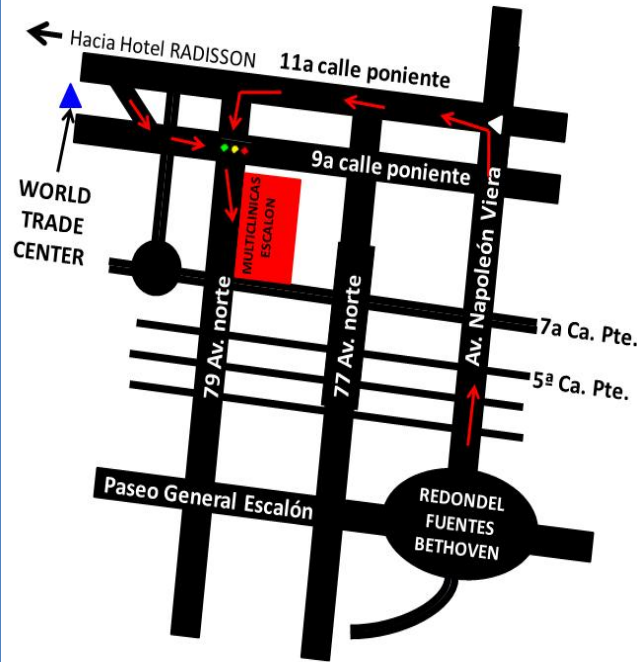 Hacia Hotel RADISSON
11a calle poniente
9a calle poniente
WORLD
TRADE
CENTER
MULTICLINICAS
ESCALON
79 Av. norte
77 Av. norte
Av. Napoleón Viera
7a Ca. Pte.
5ª Ca. Pte.
Paseo General Escalón
REDONDEL
FUENTES
BETHOVEN